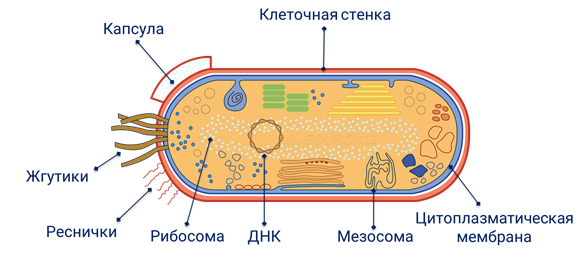 Клеточная стенка
Капсула
Жгутики
Реснички
Рибосома
ДНК
Мезосома
Цитоплазматическая
мембрана